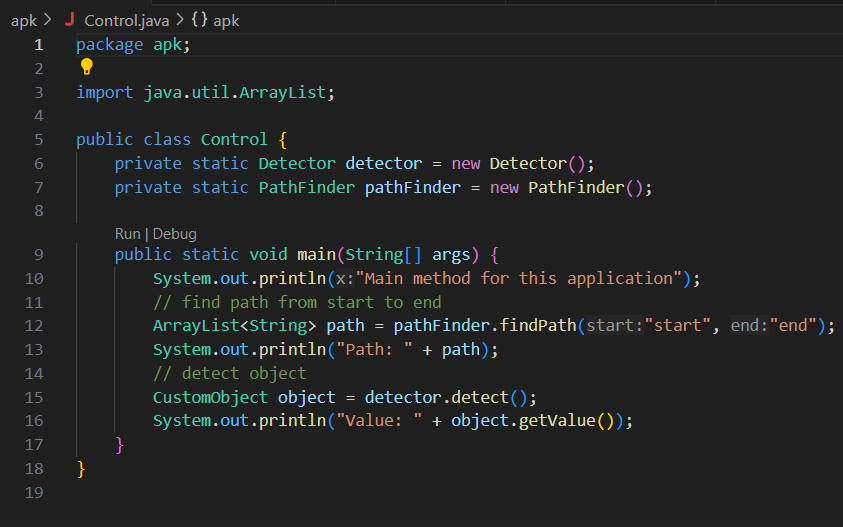 apk > J Control.java > {} apk
1 package apk;
2
3 import java.util.ArrayList;
4
5 public class Control {
6     private static Detector detector = new Detector();
7     private static PathFinder pathFinder = new PathFinder();
8
Run | Debug
9     public static void main(String[] args) {
10         System.out.println(x:"Main method for this application");
11         // find path from start to end
12         ArrayList<String> path = pathFinder.findPath(start:"start", end:"end");
13         System.out.println("Path: " + path);
14         // detect object
15         CustomObject object = detector.detect();
16         System.out.println("Value: " + object.getValue());
17     }
18 }
19